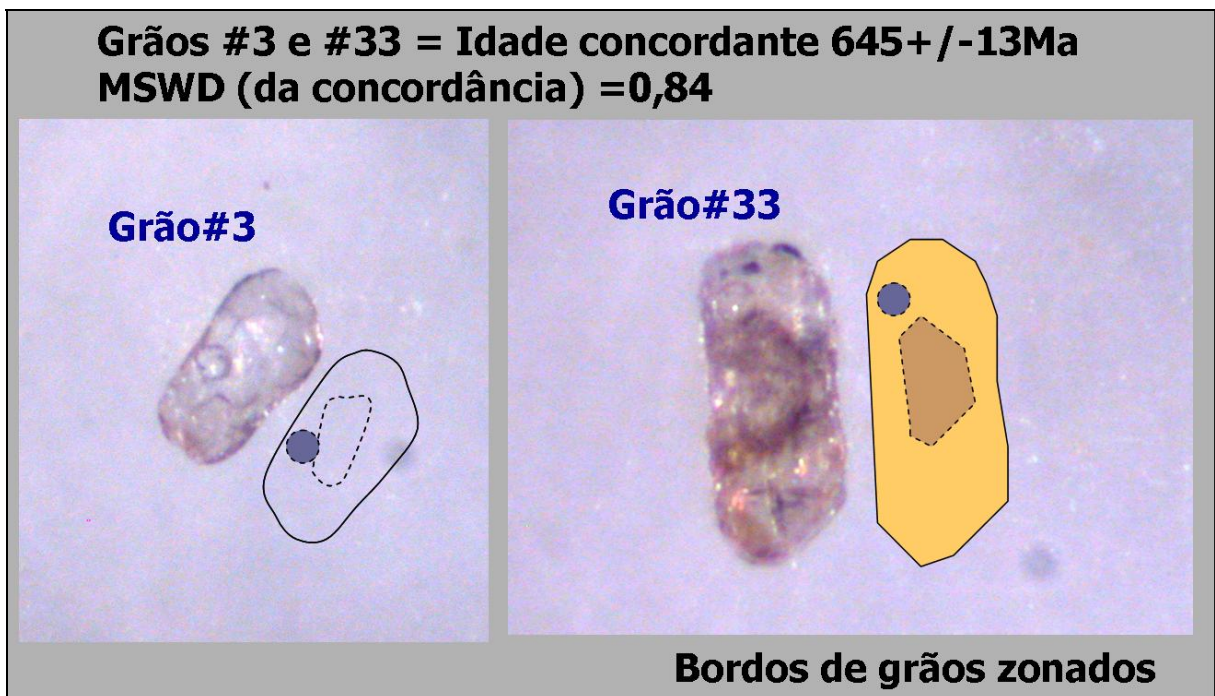 Grãos #3 e #33 = Idade concordante 645+/-13Ma
MSWD (da concordância) =0,84
Grão#3
Grão#33
Bordos de grãos zonados